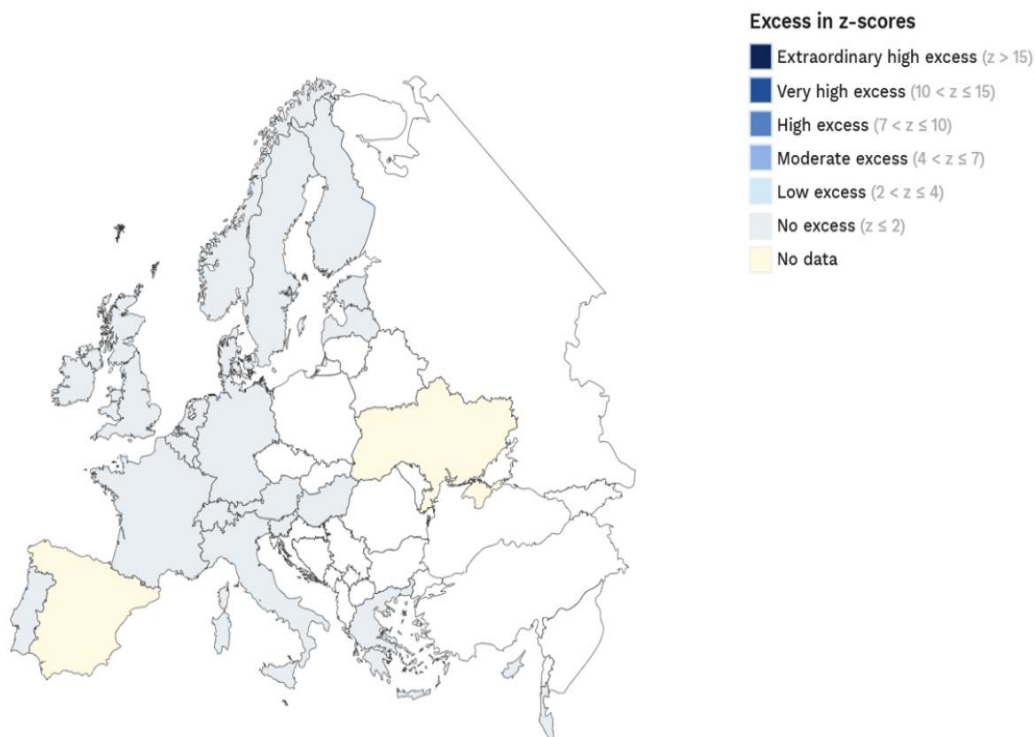 Excess in z-scores
Extraordinary high excess (z > 15)
Very high excess (10 < z ≤ 15)
High excess (7 < z ≤ 10)
Moderate excess (4 < z ≤ 7)
Low excess (2 < z ≤ 4)
No excess (z ≤ 2)
No data